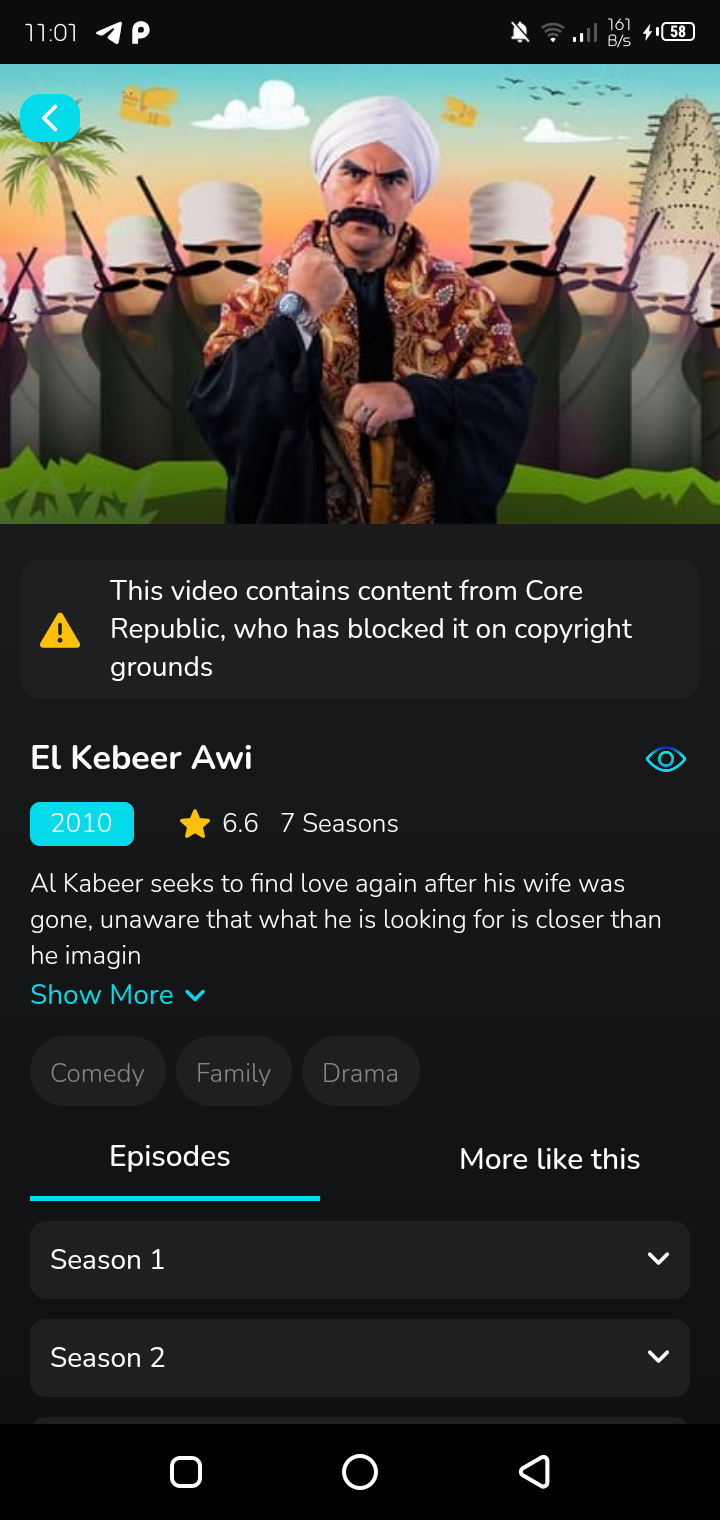 11:01
161
B/s
58
This video contains content from Core
Republic, who has blocked it on copyright
grounds
El Kebeer Awi
2010
6.6
7 Seasons
Al Kabeer seeks to find love again after his wife was
gone, unaware that what he is looking for is closer than
he imagin
Show More
Comedy
Family
Drama
Episodes
More like this
Season 1
Season 2